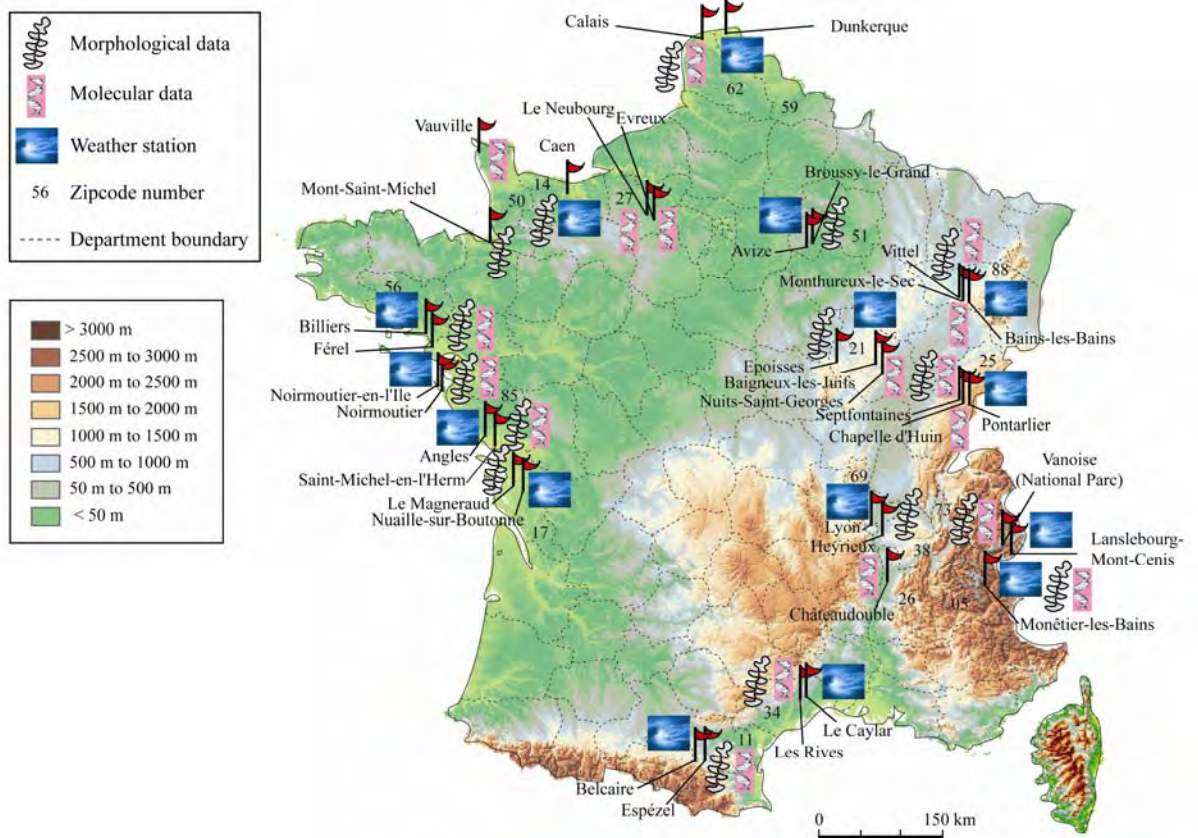 Morphological data
Molecular data
Weather station
56 Zipcode number
Department boundary
> 3000 m
2500 m to 3000 m
2000 m to 2500 m
1500 m to 2000 m
1000 m to 1500 m
500 m to 1000 m
50 m to 500 m
< 50 m
Calais
Dunkerque
62
59
Le Neubourg
Evreux
Vauville
Caen
14
50
27
Mont-Saint-Michel
Broussy-le-Grand
51
Avize
Vittel
88
Monthureux-le-Sec
Bains-les-Bains
56
Billiers
Férel
Epoisses
21
25
Baigneux-les-Juifs
Nuits-Saint-Georges
Septfontaines
Pontarlier
Chapelle d'Huin
Noirmoutier-en-l'Ile
Noirmoutier
85
Angles
Saint-Michel-en-l'Herm
Le Magneraud
Nuaille-sur-Boutonne
17
69
Lyon
Heyrieux
38
73
Vanoise
(National Parc)
Lanslebourg-
Mont-Cenis
Châteaudouble
26
05
Monêtier-les-Bains
34
Le Caylar
Les Rives
11
Belcaire
Espézel
0 150 km